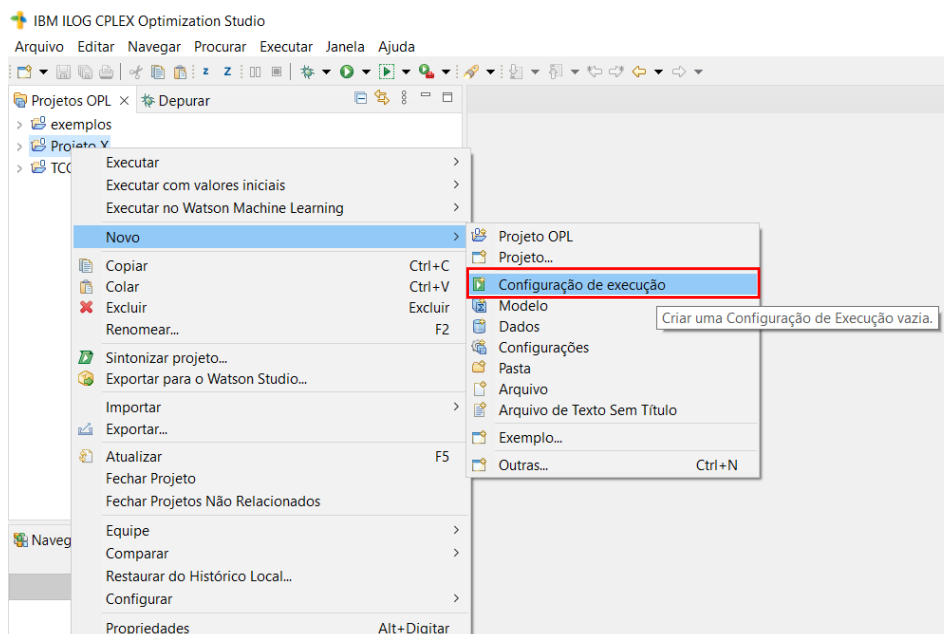 IBM ILOG CPLEX Optimization Studio
Arquivo Editar Navegar Procurar Executar Janela Ajuda
Projetos OPL
Depurar
exemplos
Projeto X
TCC
Executar
Executar com valores iniciais
Executar no Watson Machine Learning
Novo
Copiar Ctrl+C
Colar Ctrl+V
Excluir Excluir
Renomear... F2
Sintonizar projeto...
Exportar para o Watson Studio...
Importar
Exportar...
Atualizar F5
Fechar Projeto
Fechar Projetos Não Relacionados
Equipe
Comparar
Restaurar do Histórico Local...
Configurar
Propriedades Alt+Digitar
Projeto OPL
Projeto...
Configuração de execução
Modelo
Dados
Configurações
Pasta
Arquivo
Arquivo de Texto Sem Título
Exemplo...
Outras... Ctrl+N
Criar uma Configuração de Execução vazia.
Naveg